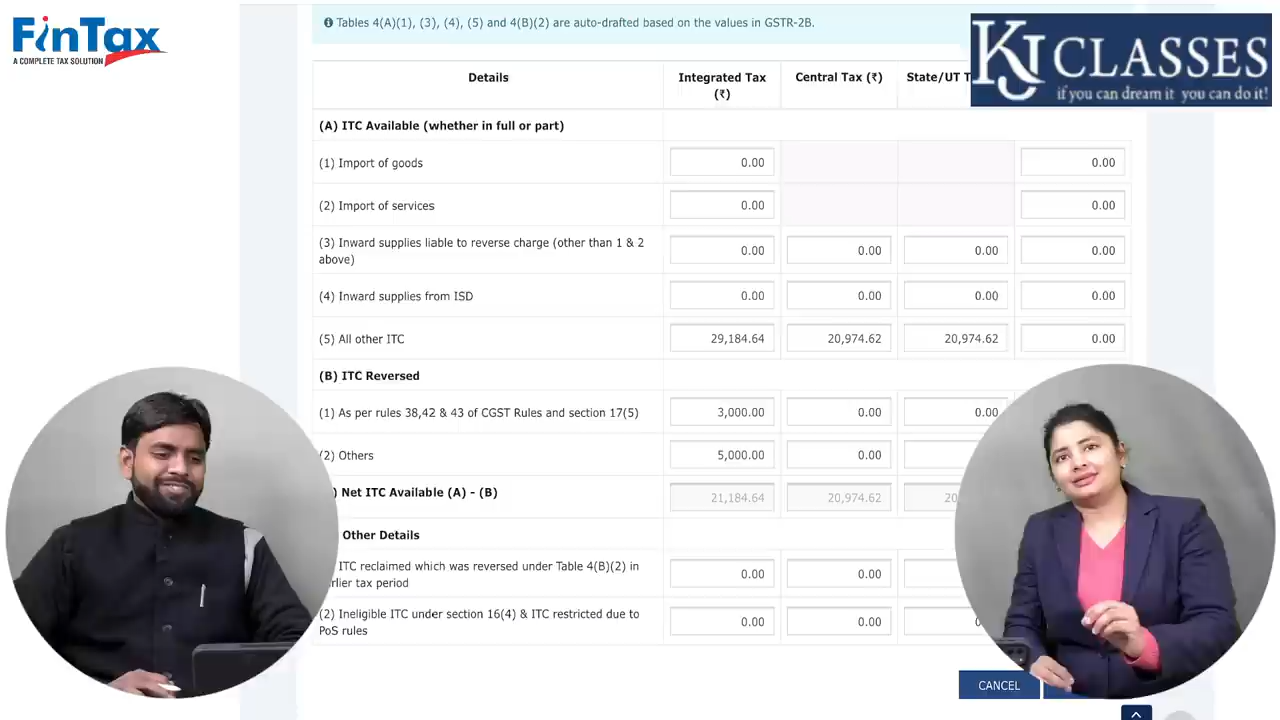 FinTax
A COMPLETE TAX SOLUTION
Tables 4(A)(1), (3), (4), (5) and 4(B)(2) are auto-drafted based on the values in GSTR-2B.
KJ CLASSES
if you can dream it you can do it!
Details
Integrated Tax (₹)
Central Tax (₹)
State/UT T
(A) ITC Available (whether in full or part)
(1) Import of goods 0.00 0.00
(2) Import of services 0.00 0.00
(3) Inward supplies liable to reverse charge (other than 1 & 2
above) 0.00 0.00 0.00 0.00
(4) Inward supplies from ISD 0.00 0.00 0.00 0.00
(5) All other ITC 29,184.64 20,974.62 20,974.62 0.00
(B) ITC Reversed
(1) As per rules 38,42 & 43 of CGST Rules and section 17(5) 3,000.00 0.00 0.00
(2) Others 5,000.00 0.00
) Net ITC Available (A) - (B) 21,184.64 20,974.62 20
Other Details
ITC reclaimed which was reversed under Table 4(B)(2) in
rlier tax period 0.00 0.00
(2) Ineligible ITC under section 16(4) & ITC restricted due to
PoS rules 0.00 0.00 0
CANCEL